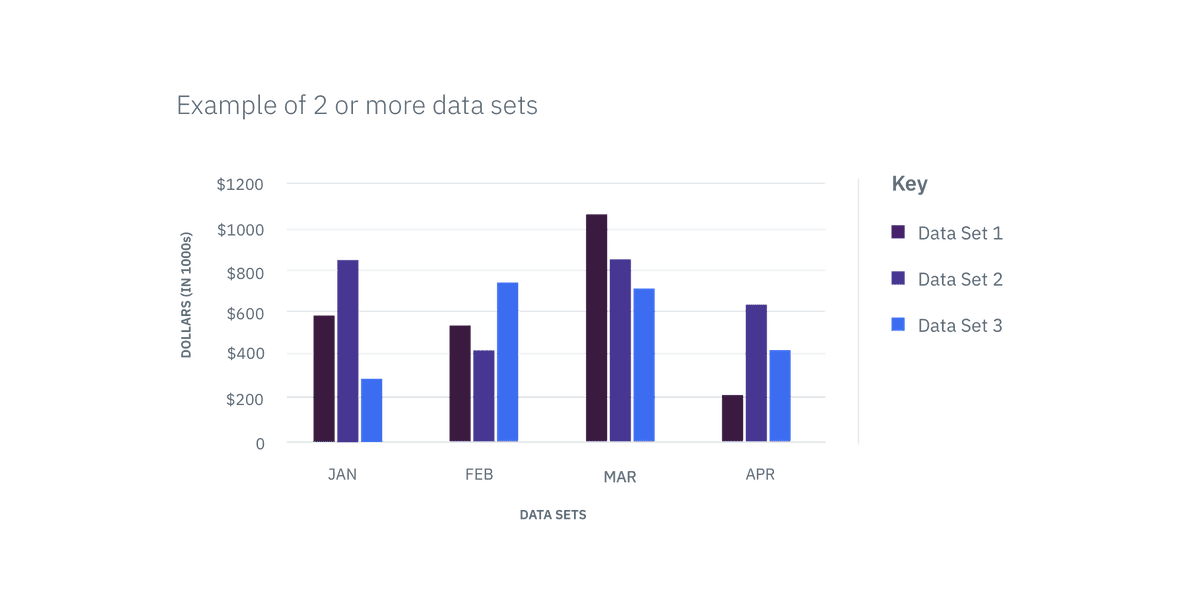 Example of 2 or more data sets
DOLLARS (IN 1000s)
$1200
$1000
$800
$600
$400
$200
0
JAN FEB MAR APR
DATA SETS
Key
Data Set 1
Data Set 2
Data Set 3